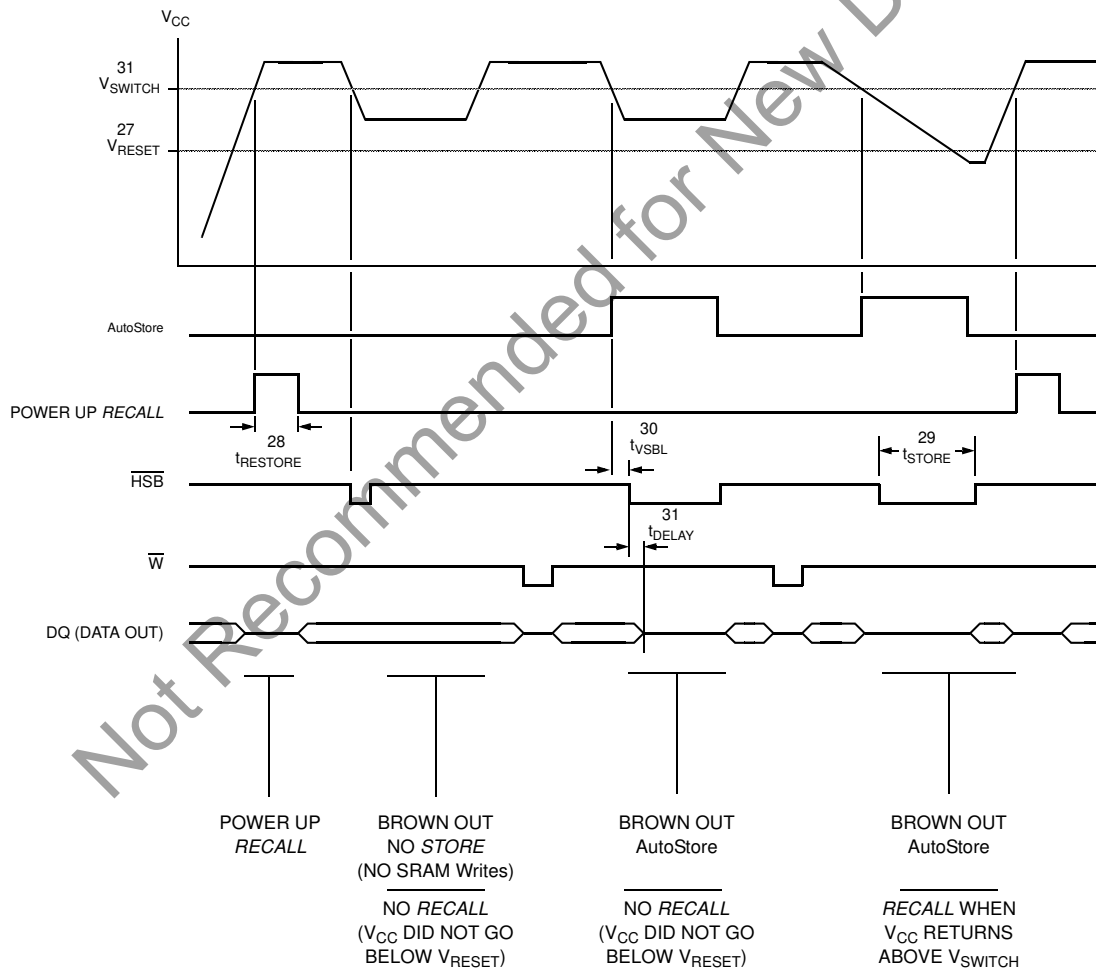 VCC
31
VSWITCH
27
VRESET
AutoStore
POWER UP RECALL
28
tRESTORE
30
tVSBL
29
tSTORE
HSB
31
tDELAY
W
DQ (DATA OUT)
POWER UP
RECALL
BROWN OUT
NO STORE
(NO SRAM Writes)
NO RECALL
(VCC DID NOT GO
BELOW VRESET)
BROWN OUT
AutoStore
NO RECALL
(VCC DID NOT GO
BELOW VRESET)
BROWN OUT
AutoStore
RECALL WHEN
VCC RETURNS
ABOVE VSWITCH
Not Recommended for New D